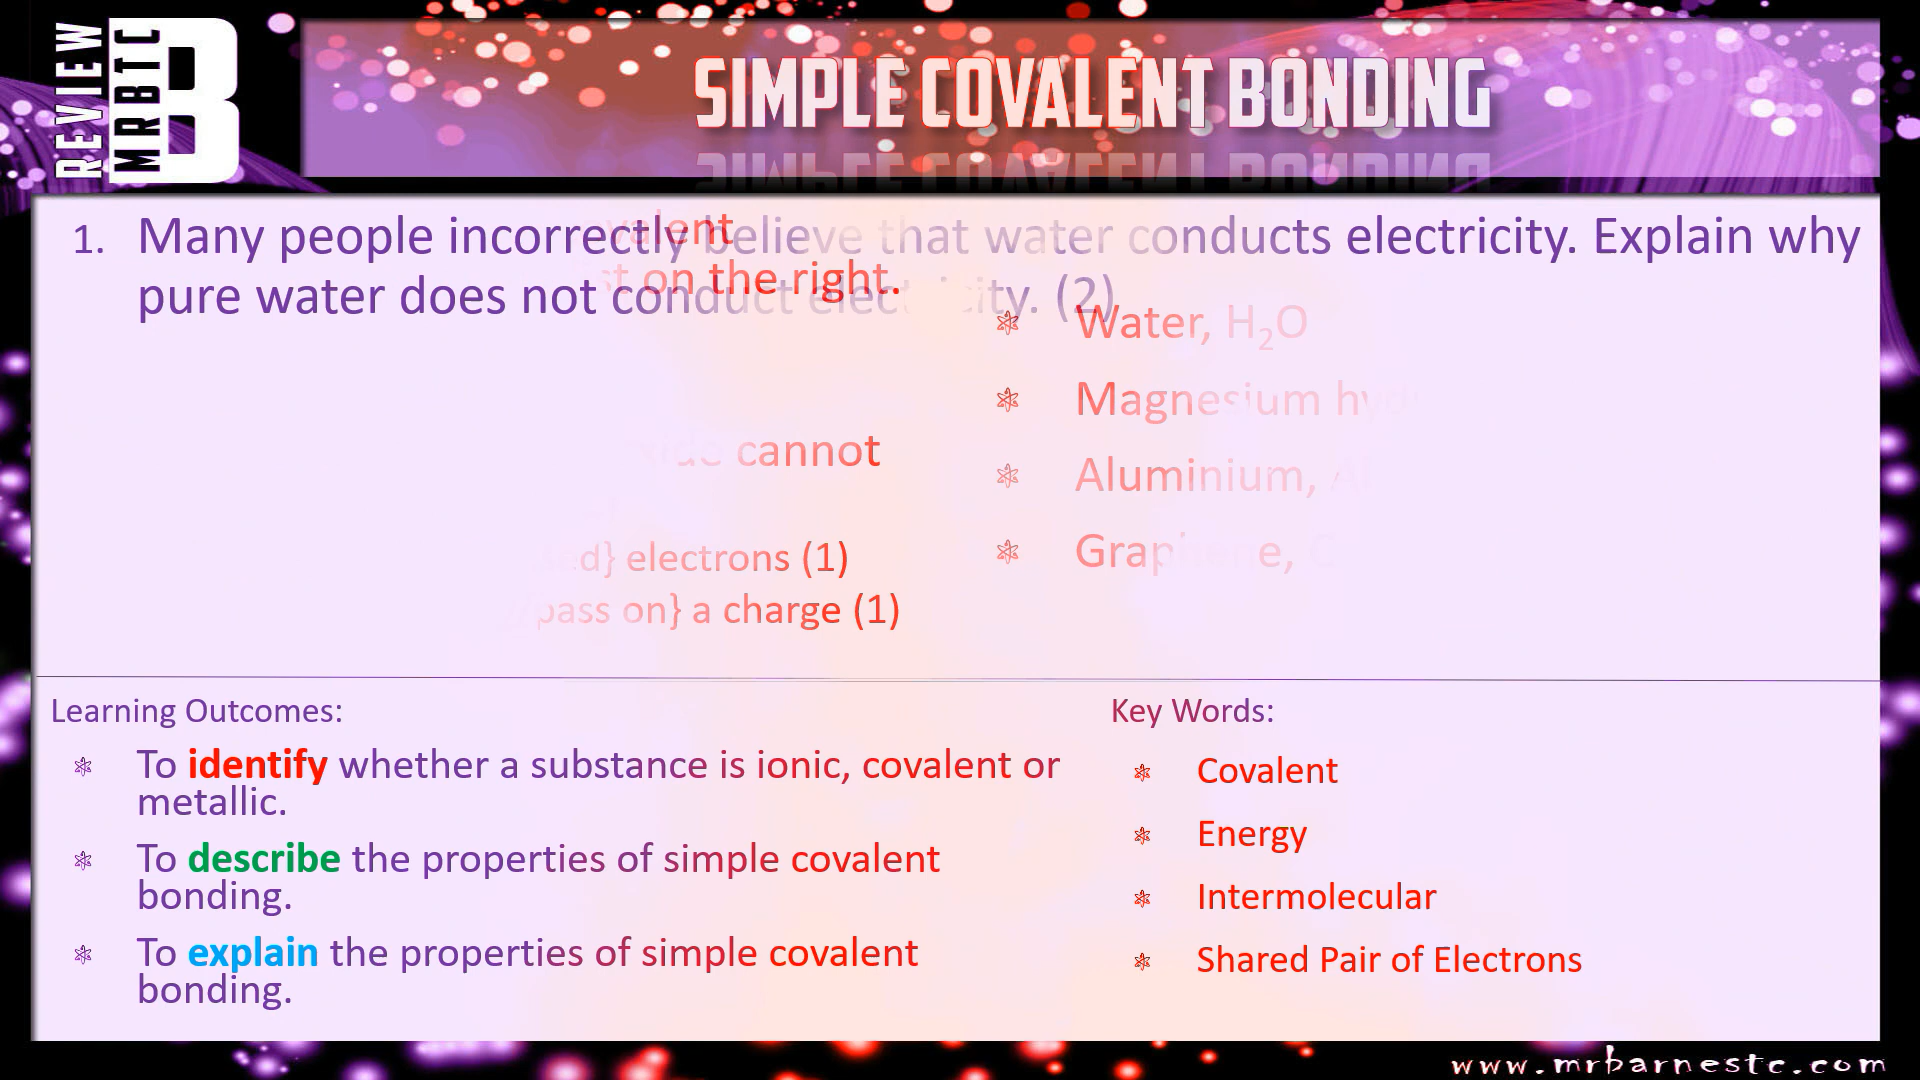 REVIEW
MRBTC
B
SIMPLE COVALENT BONDING
1. Many people incorrectly believe that water conducts electricity. Explain why
pure water does not conduct electricity. (2)
on the right.
Water, H₂O
Magnesium
cannot
Aluminium,
electrons (1)
Graphene,
pass on} a charge (1)
Learning Outcomes:
To identify whether a substance is ionic, covalent or
metallic.
To describe the properties of simple covalent
bonding.
To explain the properties of simple covalent
bonding.
Key Words:
Covalent
Energy
Intermolecular
Shared Pair of Electrons
www.mrbarnestc.com